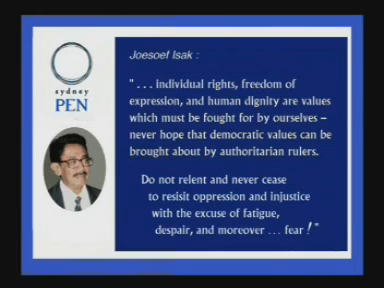 sydney
PEN
Joesoef Isak :
" . . . individual rights, freedom of
expression, and human dignity are values
which must be fought for by ourselves –
never hope that democratic values can be
brought about by authoritarian rulers.
Do not relent and never cease
to resisit oppression and injustice
with the excuse of fatigue,
despair, and moreover ... fear ! "